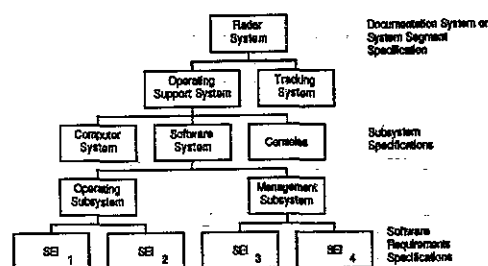 Radar
System
Documentation System or
System Segment
Specification
Operating
Support System
Tracking
System
Computer
System
Software
System
Consoles
Subsystem
Specifications
Operating
Subsystem
Management
Subsystem
Software
Requirements
Specifications
SEI 1
SEI 2
SEI 3
SEI 4